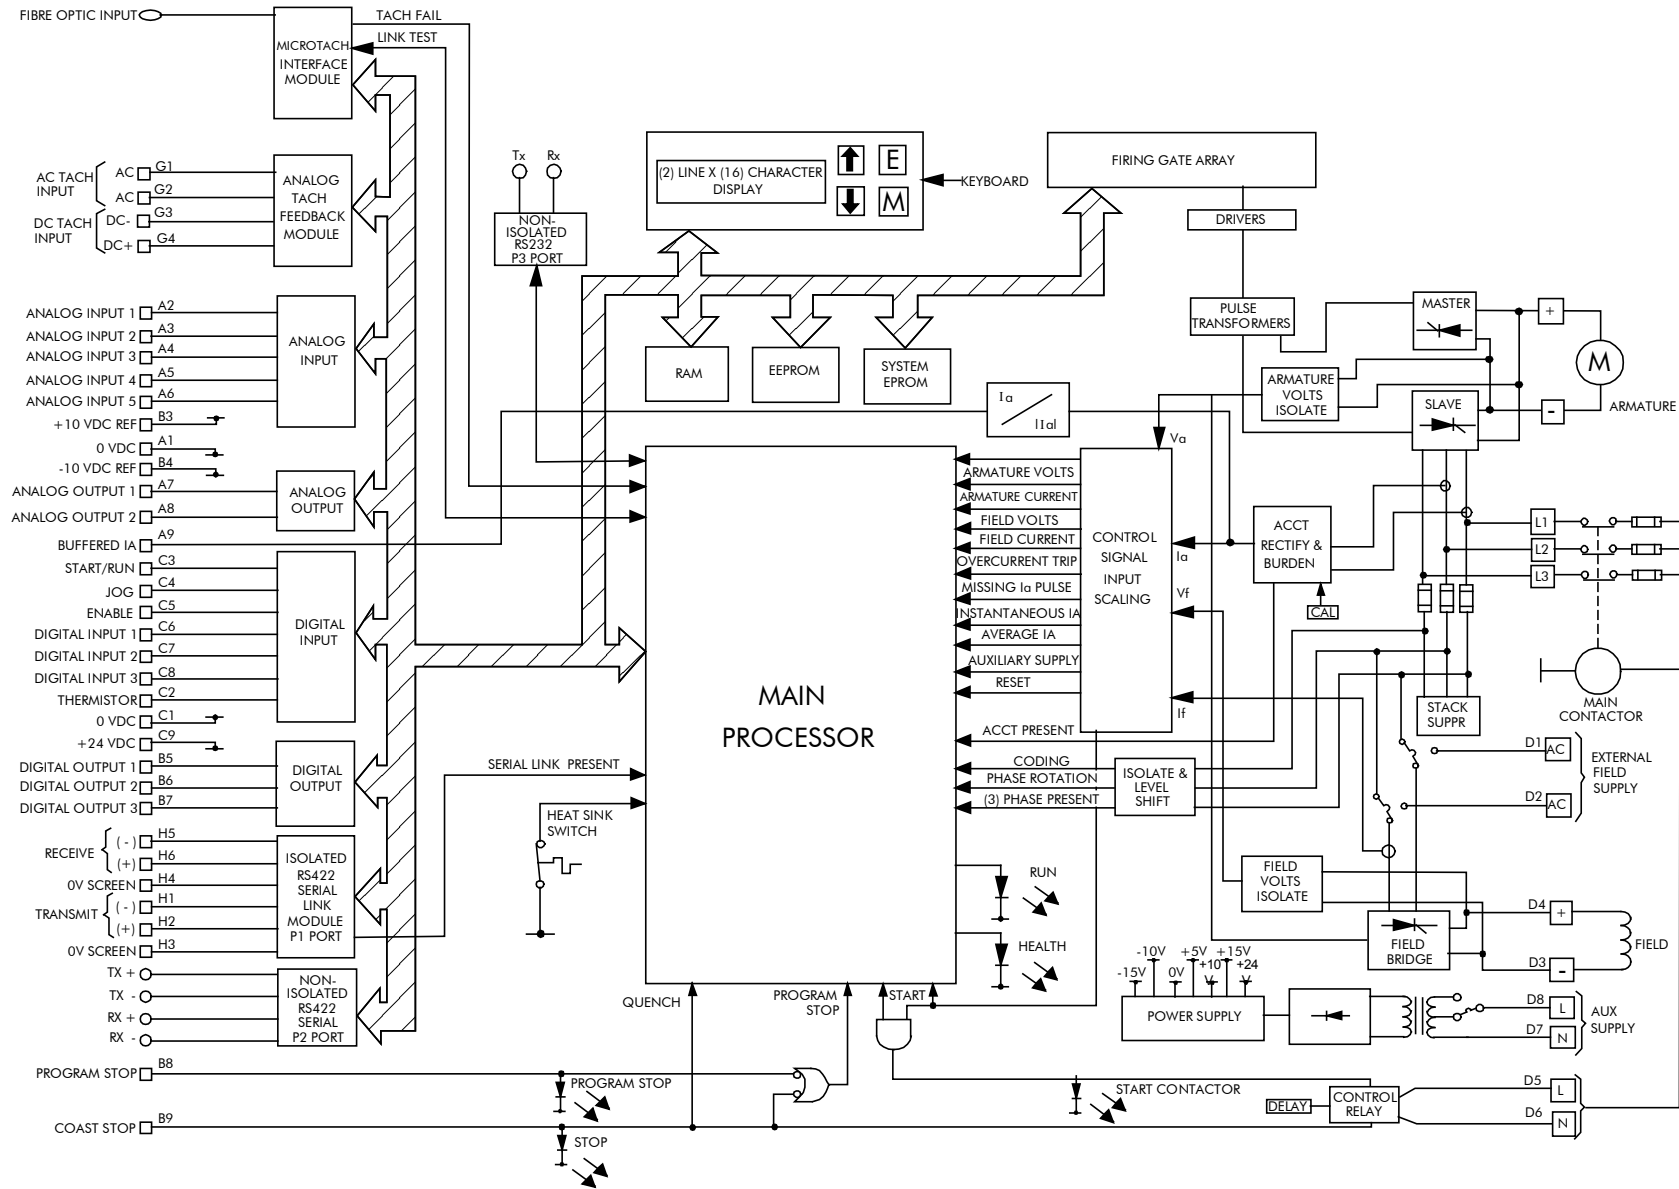 FIBRE OPTIC INPUT
TACH FAIL
LINK TEST
MICROTACH
INTERFACE
MODULE
AC TACH
INPUT
AC
G1
AC
G2
DC TACH
INPUT
DC-
G3
DC+
G4
ANALOG
TACH
FEEDBACK
MODULE
Tx
Rx
NON-
ISOLATED
RS232
P3 PORT
(2) LINE X (16) CHARACTER
DISPLAY
E
M
KEYBOARD
FIRING GATE ARRAY
DRIVERS
PULSE
TRANSFORMERS
MASTER
+
M
ARMATURE
-
SLAVE
ARMATURE
VOLTS
ISOLATE
ANALOG INPUT 1
A2
ANALOG INPUT 2
A3
ANALOG INPUT 3
A4
ANALOG INPUT 4
A5
ANALOG INPUT 5
A6
+10 VDC REF
B3
0 VDC
A1
-10 VDC REF
B4
ANALOG OUTPUT 1
A7
ANALOG OUTPUT 2
A8
BUFFERED IA
A9
ANALOG
INPUT
ANALOG
OUTPUT
RAM
EEPROM
SYSTEM
EPROM
Ia
IIaI
Va
START/RUN
C3
JOG
C4
ENABLE
C5
DIGITAL INPUT 1
C6
DIGITAL INPUT 2
C7
DIGITAL INPUT 3
C8
THERMISTOR
C2
0 VDC
C1
+24 VDC
C9
DIGITAL
INPUT
DIGITAL OUTPUT 1
B5
DIGITAL OUTPUT 2
B6
DIGITAL OUTPUT 3
B7
DIGITAL
OUTPUT
MAIN
PROCESSOR
ARMATURE VOLTS
ARMATURE CURRENT
FIELD VOLTS
FIELD CURRENT
OVERCURRENT TRIP
MISSING Ia PULSE
INSTANTANEOUS IA
AVERAGE IA
AUXILIARY SUPPLY
RESET
ACCT PRESENT
CODING
PHASE ROTATION
(3) PHASE PRESENT
CONTROL
SIGNAL
INPUT
SCALING
Ia
Vf
If
ACCT
RECTIFY &
BURDEN
CAL
L1
L2
L3
MAIN
CONTACTOR
STACK
SUPPR
ISOLATE &
LEVEL
SHIFT
D1
AC
D2
AC
EXTERNAL
FIELD
SUPPLY
SERIAL LINK PRESENT
HEAT SINK
SWITCH
RECEIVE
(-)
H5
(+)
H6
0V SCREEN
H4
TRANSMIT
(-)
H1
(+)
H2
0V SCREEN
H3
ISOLATED
RS422
SERIAL
LINK
MODULE
P1 PORT
TX +
TX -
RX +
RX -
NON-
ISOLATED
RS422
SERIAL
P2 PORT
RUN
HEALTH
FIELD
VOLTS
ISOLATE
FIELD
BRIDGE
D4
+
D3
-
FIELD
-15V
-10V
0V
+5V
+10
V
+15V
+24
V
POWER SUPPLY
D8
L
D7
N
AUX
SUPPLY
QUENCH
PROGRAM
STOP
START
PROGRAM STOP
B8
PROGRAM STOP
COAST STOP
B9
STOP
START CONTACTOR
DELAY
CONTROL
RELAY
D5
L
D6
N